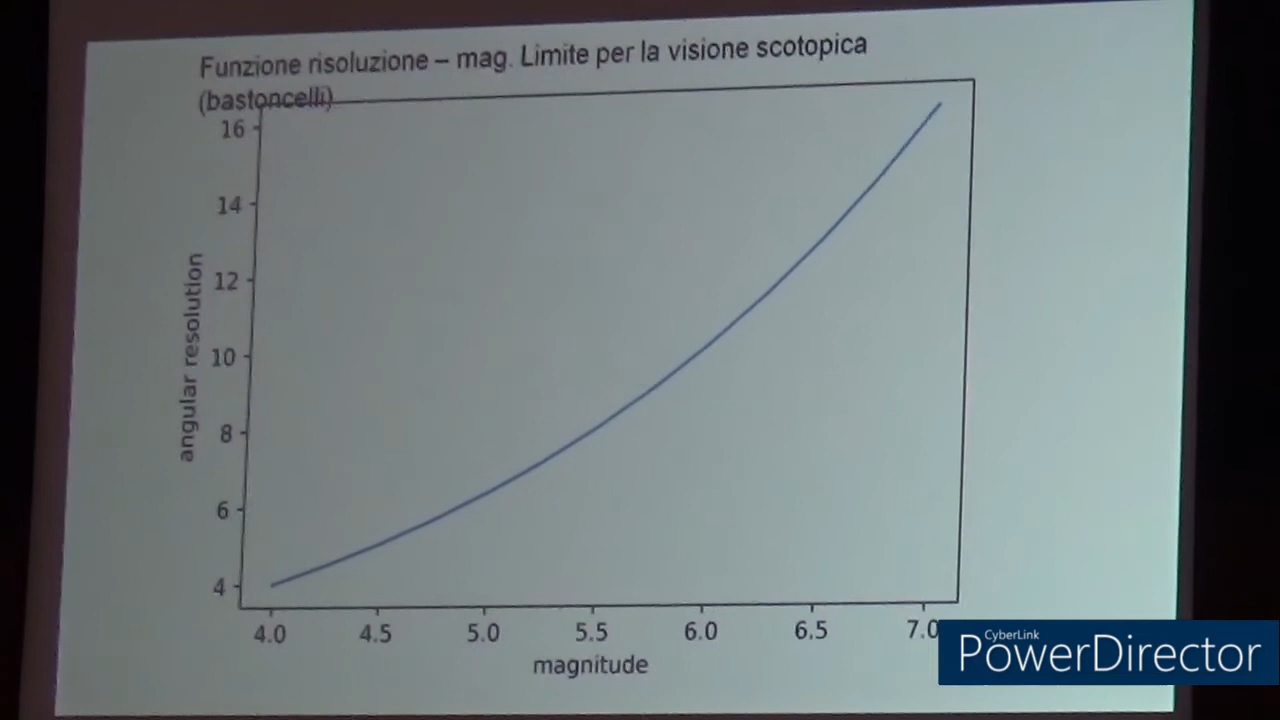 Funzione risoluzione – mag. Limite per la visione scotopica
(bastoncelli)
16
14
12
10
8
6
4
angular resolution
4.0 4.5 5.0 5.5 6.0 6.5 7.0
magnitude
CyberLink
PowerDirector